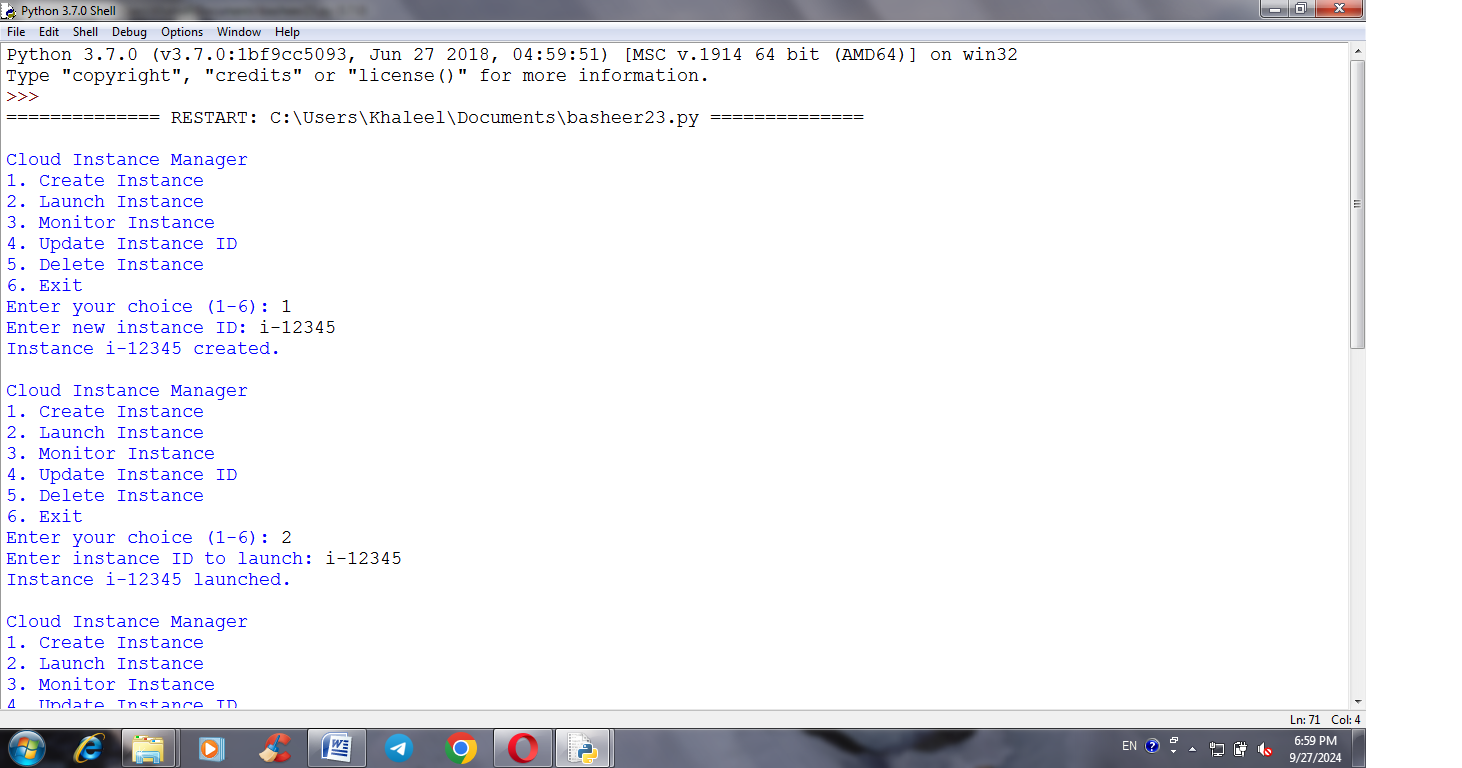 Python 3.7.0 Shell
File Edit Shell Debug Options Window Help
Python 3.7.0 (v3.7.0:1bf9cc5093, Jun 27 2018, 04:59:51) [MSC v.1914 64 bit (AMD64)] on win32
Type "copyright", "credits" or "license()" for more information.
>>>
============== RESTART: C:\Users\Khaleel\Documents\basheer23.py ==============
Cloud Instance Manager
1. Create Instance
2. Launch Instance
3. Monitor Instance
4. Update Instance ID
5. Delete Instance
6. Exit
Enter your choice (1-6): 1
Enter new instance ID: i-12345
Instance i-12345 created.
Cloud Instance Manager
1. Create Instance
2. Launch Instance
3. Monitor Instance
4. Update Instance ID
5. Delete Instance
6. Exit
Enter your choice (1-6): 2
Enter instance ID to launch: i-12345
Instance i-12345 launched.
Cloud Instance Manager
1. Create Instance
2. Launch Instance
3. Monitor Instance
4. Update Instance ID
Ln: 71 Col: 4
EN
6:59 PM
9/27/2024